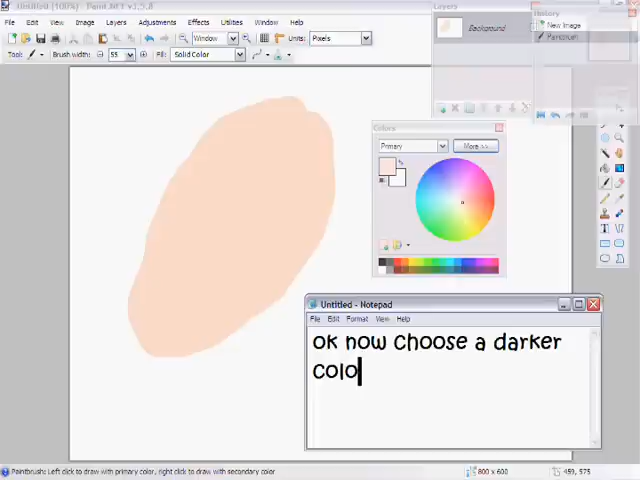 Untitled (100%) - Paint.NET v3.5.8
File Edit View Image Layers Adjustments Effects Utilities Window Help
Window Units: Pixels
Tool: Brush width: 55 Fill: Solid Color
Layers
Background
History
New Image
Paintbrush
Colors
Primary More >>
Untitled - Notepad
File Edit Format View Help
ok now choose a darker
colo
Paintbrush: Left click to draw with primary color, right click to draw with secondary color 800 x 600 459, 575